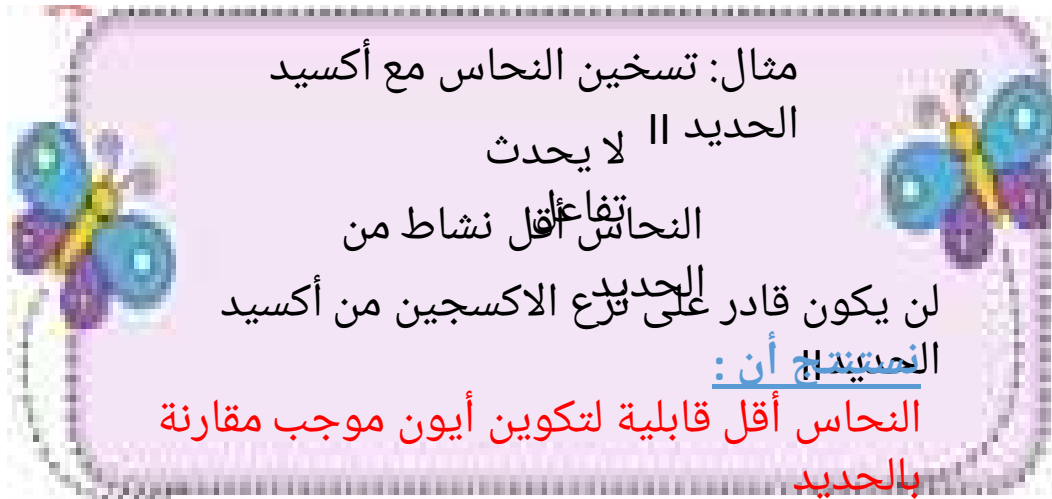 مثال: تسخين النحاس مع أكسيد
الحديد II
لا يحدث
تفاعل
النحاس أقل نشاط من
الحديد
لن يكون قادر على نزع الاكسجين من أكسيد
الحديد II
نستنتج أن :
النحاس أقل قابلية لتكوين أيون موجب مقارنة
بالحديد